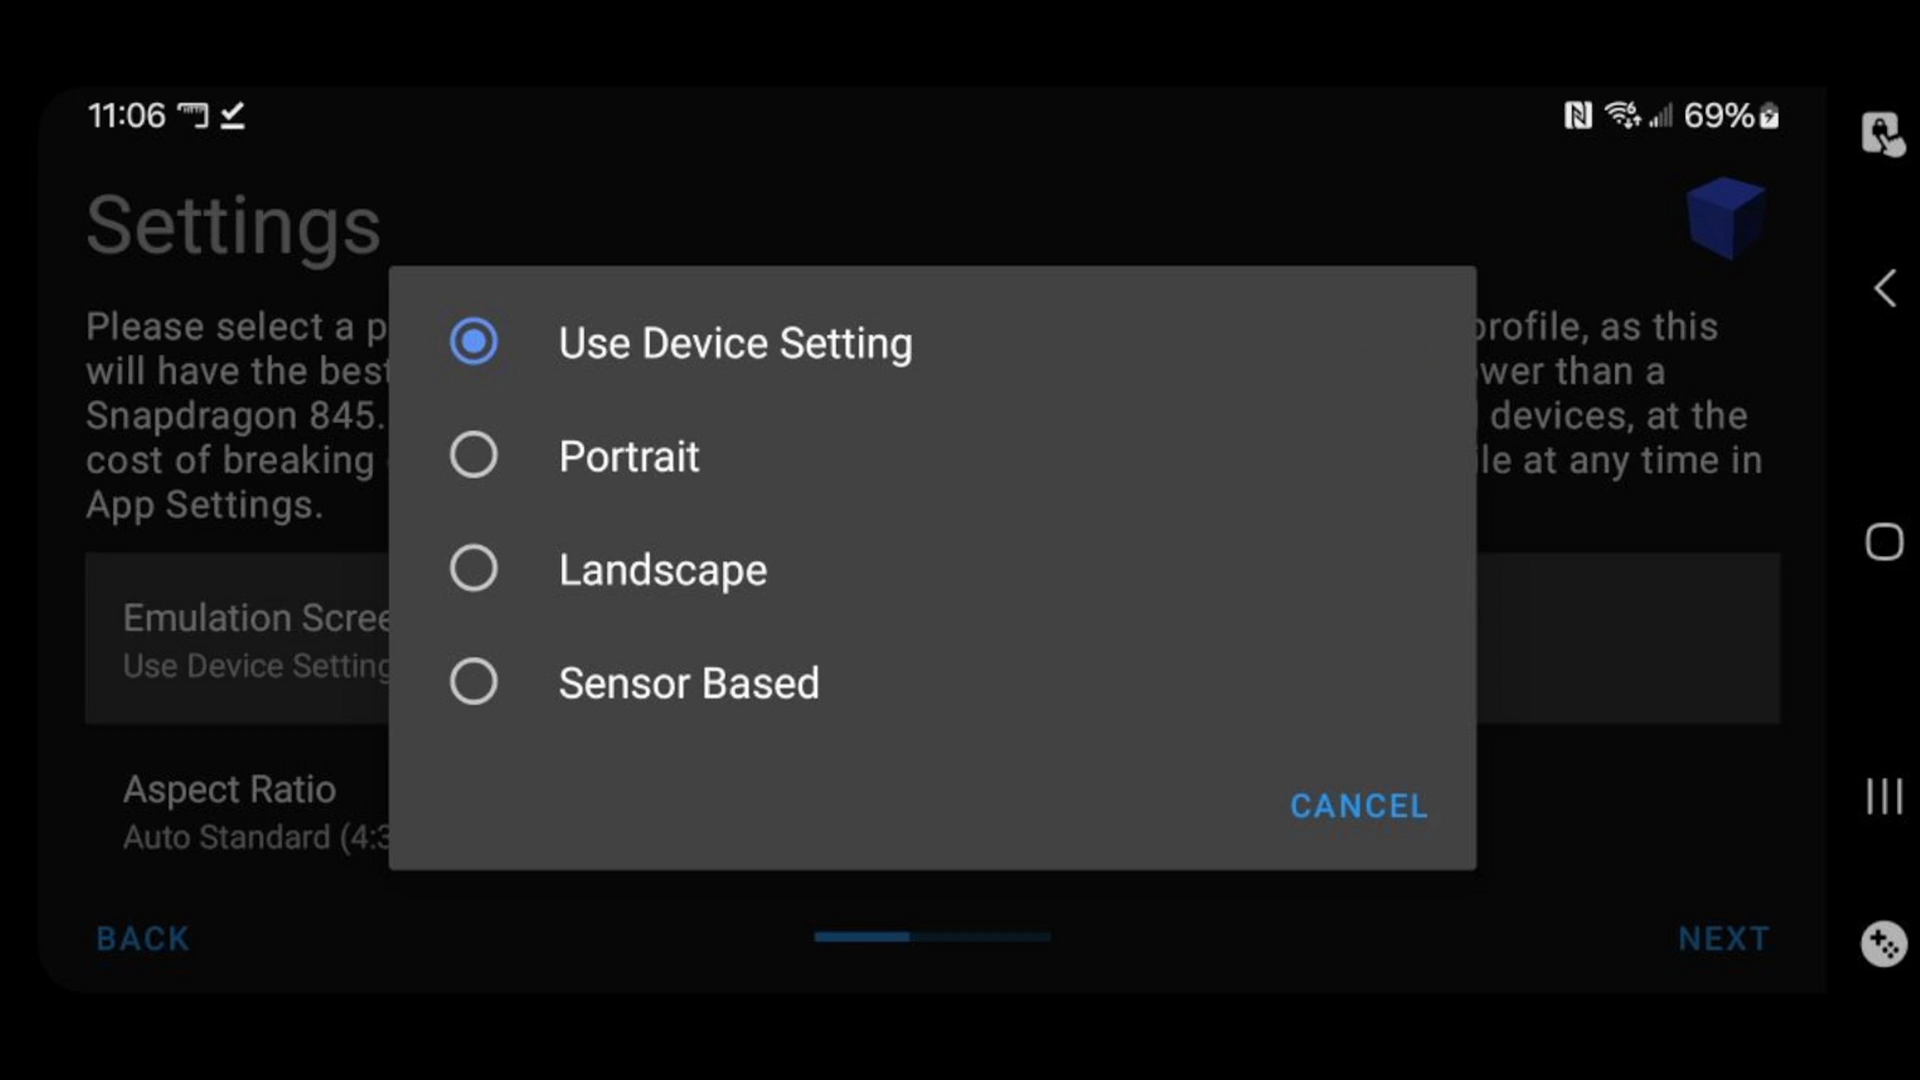 11:06
69%
Settings
Please select a p
profile, as this
will have the best
wer than a
Snapdragon 845.
devices, at the
cost of breaking
ile at any time in
App Settings.
Use Device Setting
Portrait
Landscape
Sensor Based
CANCEL
Emulation Scree
Use Device Setting
Aspect Ratio
Auto Standard (4:3
BACK
NEXT